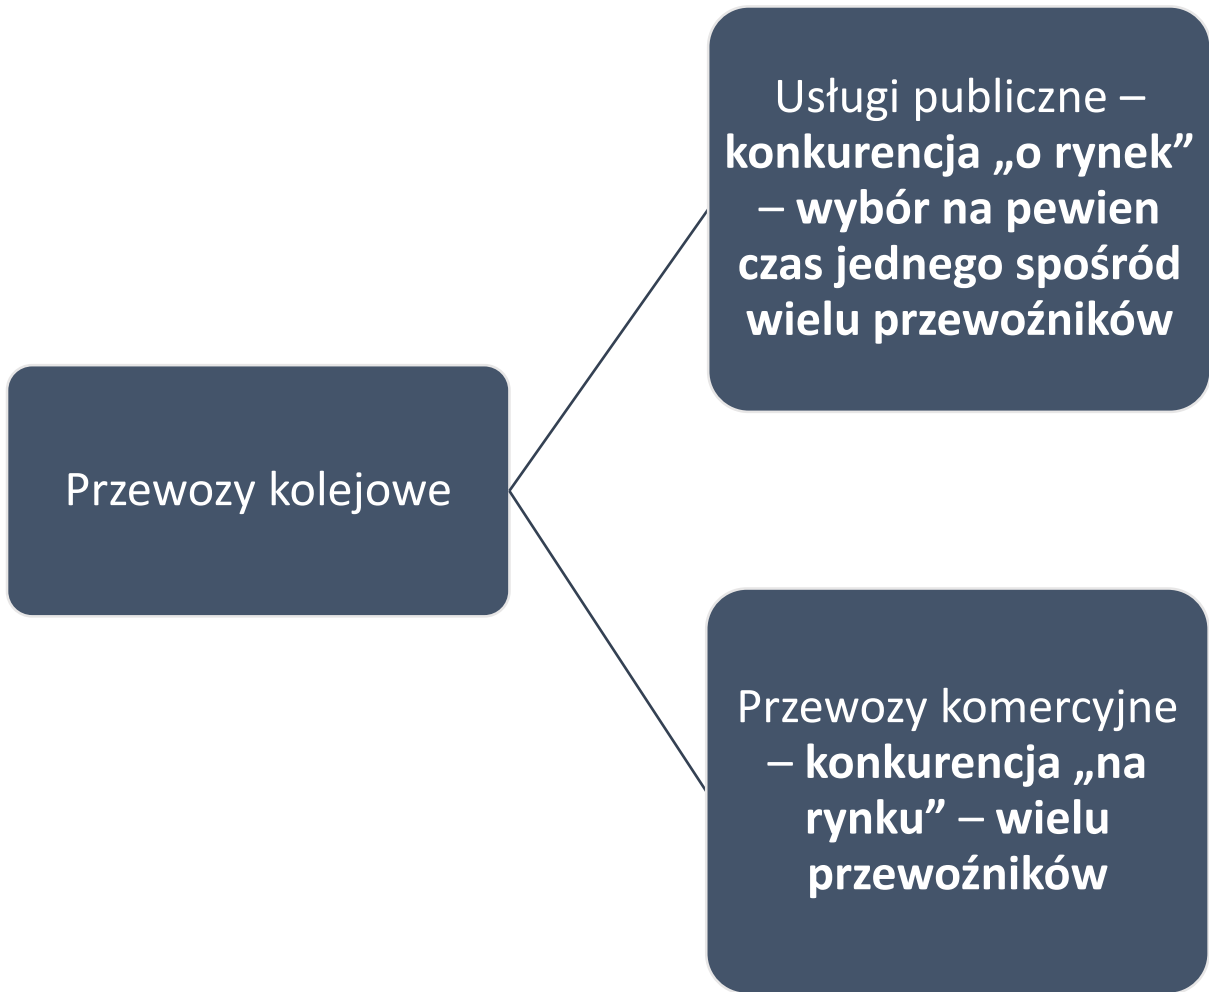 Usługi publiczne –
konkurencja „o rynek”
– wybór na pewien
czas jednego spośród
wielu przewoźników
Przewozy kolejowe
Przewozy komercyjne
– konkurencja „na
rynku” – wielu
przewoźników